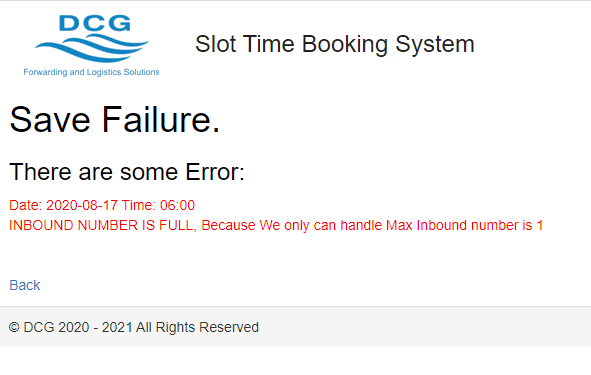 DCG
Forwarding and Logistics Solutions
Slot Time Booking System
Save Failure.
There are some Error:
Date: 2020-08-17 Time: 06:00
INBOUND NUMBER IS FULL, Because We only can handle Max Inbound number is 1
Back
© DCG 2020 - 2021 All Rights Reserved